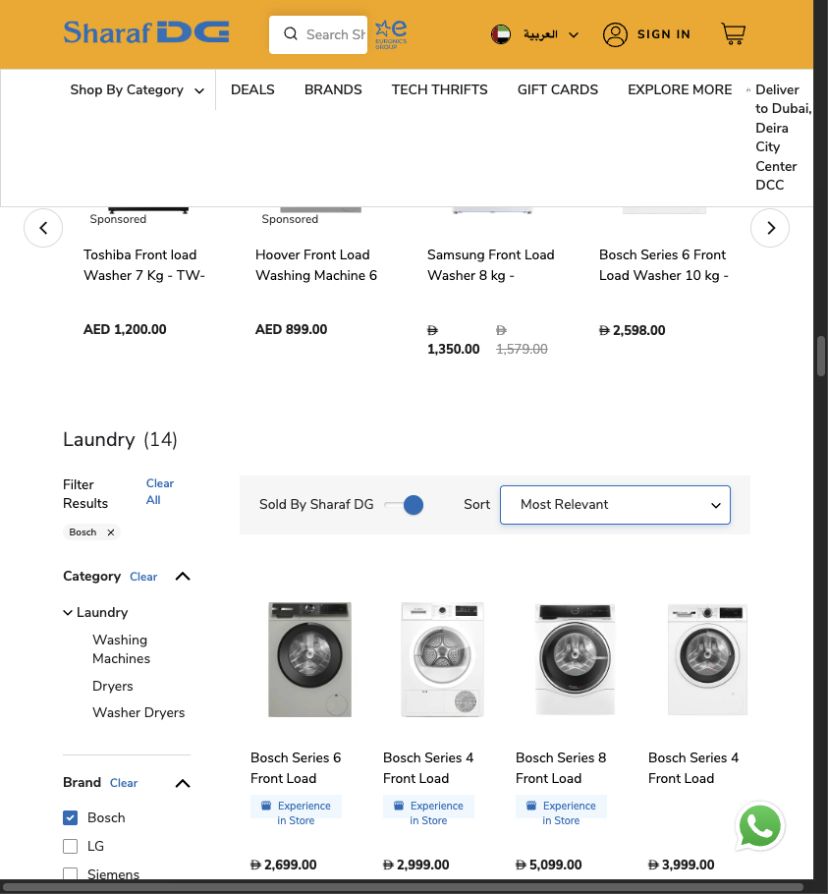 Sharaf DG
Search Sh
e
EURONICS
GROUP
العربية
SIGN IN
Shop By Category
DEALS
BRANDS
TECH THRIFTS
GIFT CARDS
EXPLORE MORE
Deliver
to Dubai,
Deira
City
Center
DCC
Sponsored
Sponsored
Toshiba Front load
Washer 7 Kg - TW-
Hoover Front Load
Washing Machine 6
Samsung Front Load
Washer 8 kg -
Bosch Series 6 Front
Load Washer 10 kg -
AED 1,200.00
AED 899.00
1,350.00
1,579.00
2,598.00
Laundry (14)
Filter
Results
Clear
All
Bosch ×
Sold By Sharaf DG
Sort
Most Relevant
Category Clear
Laundry
Washing
Machines
Dryers
Washer Dryers
Brand Clear
Bosch
LG
Siemens
Bosch Series 6
Front Load
Experience
in Store
2,699.00
Bosch Series 4
Front Load
Experience
in Store
2,999.00
Bosch Series 8
Front Load
Experience
in Store
5,099.00
Bosch Series 4
Front Load
3,999.00